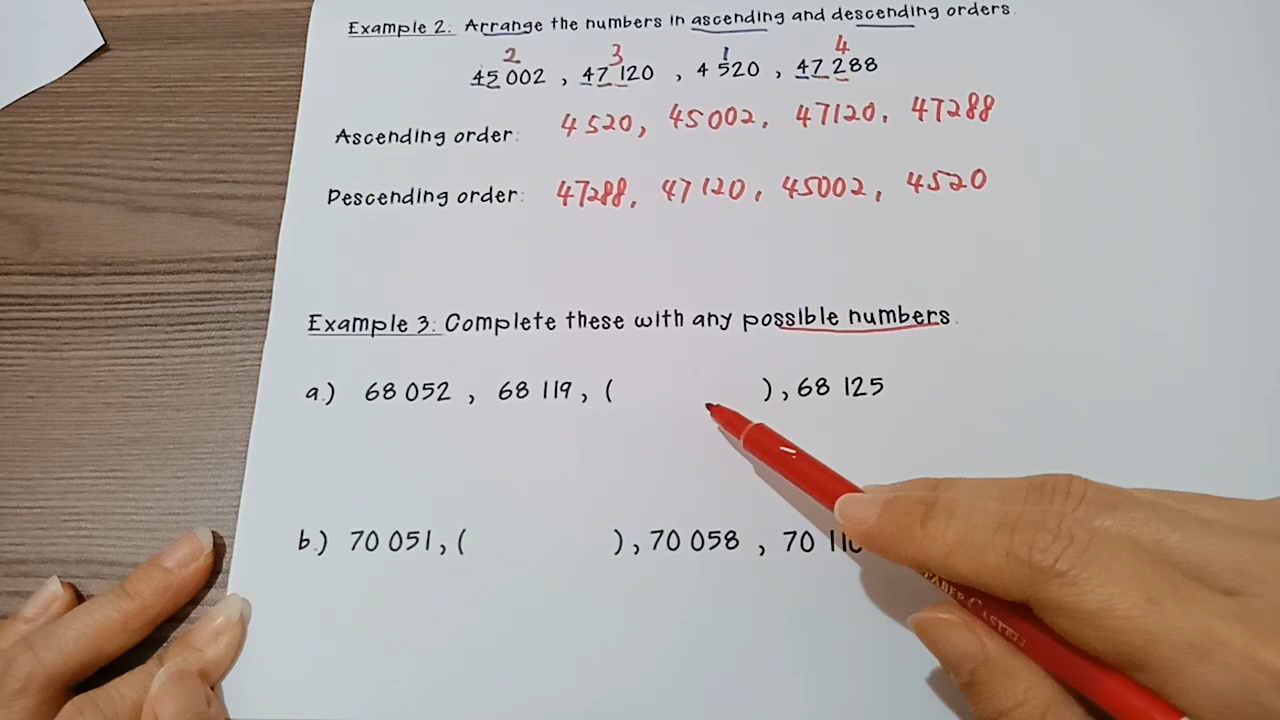 Example 2: Arrange the numbers in ascending and descending orders.
2 3 1 4
45 002 , 47 120 , 4 520 , 47 288
Ascending order: 4520, 45002, 47120, 47288
Descending order: 47288, 47120, 45002, 4520
Example 3: Complete these with any possible numbers.
a.) 68 052 , 68 119 , ( ) , 68 125
b.) 70 051 , ( ) , 70 058 , 70
FABER-CASTELL